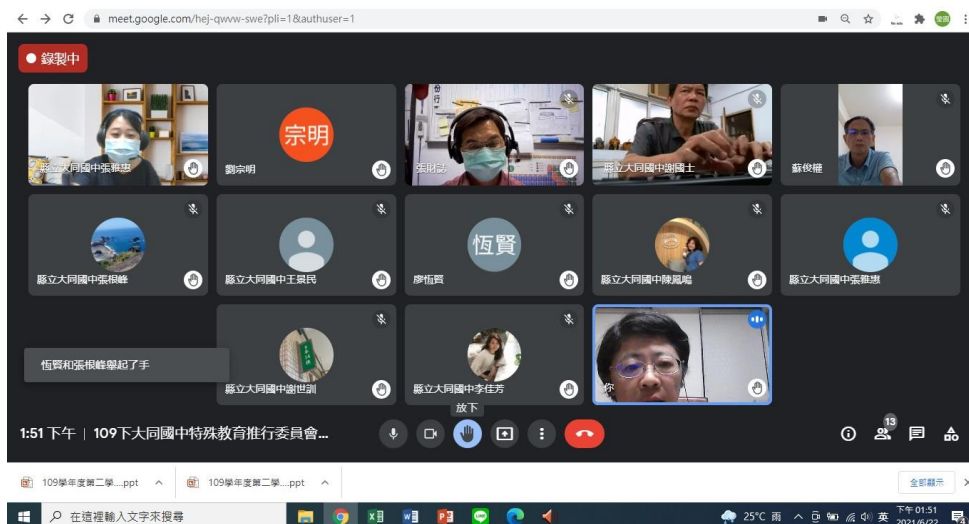 meet.google.com/hej-qwvw-swe?pli=1&authuser=1
錄製中
縣立大同國中張雅惠
宗明
劉宗明
張財誌
縣立大同國中謝國士
蘇俊權
縣立大同國中張根峰
縣立大同國中王景民
恆賢
廖恆賢
縣立大同國中陳鳳鳴
縣立大同國中張雅惠
恆賢和張根峰舉起了手
縣立大同國中謝世訓
縣立大同國中李佳芳
你
放下
1:51 下午 | 109下大同國中特殊教育推行委員會...
13
109學年度第二學....ppt
109學年度第二學....ppt
全部顯示
在這裡輸入文字來搜尋
25°C 雨
英
下午 01:51
2021/6/22
4